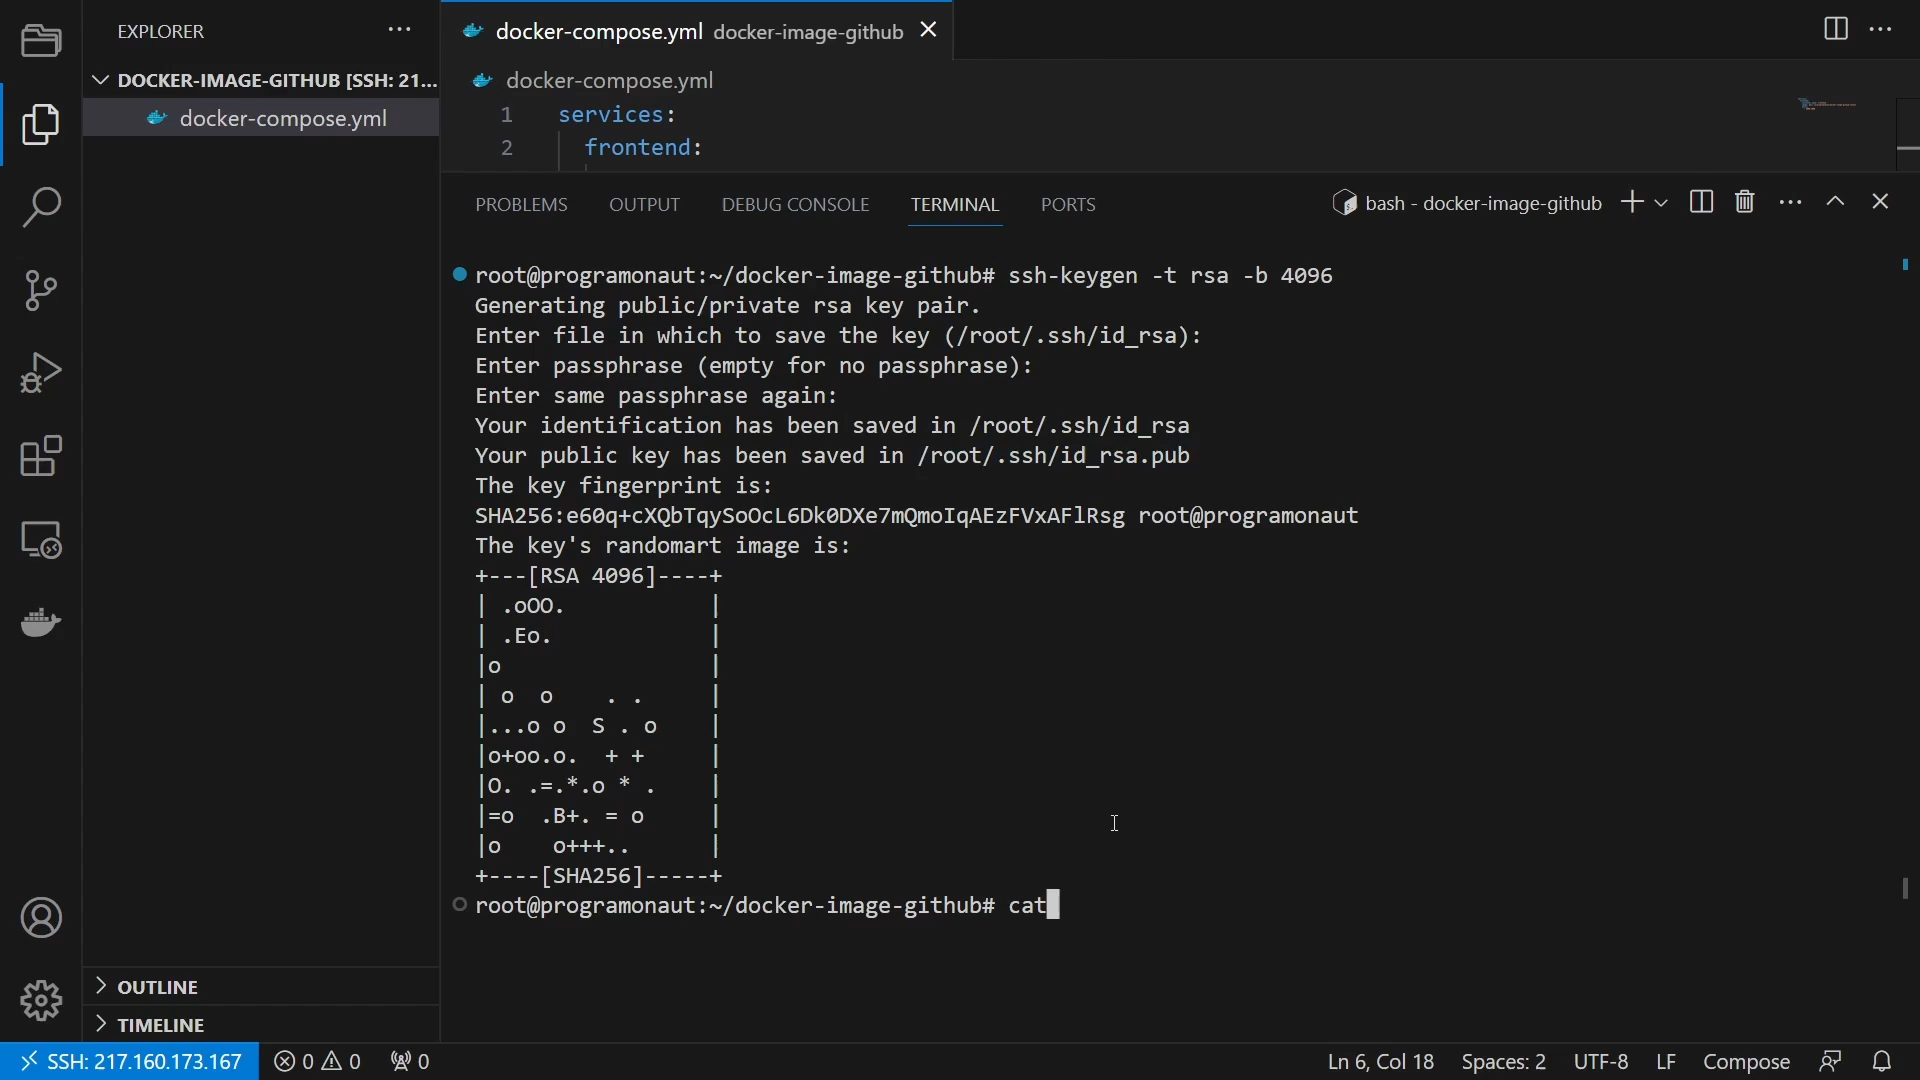 EXPLORER
DOCKER-IMAGE-GITHUB [SSH: 21...
docker-compose.yml
OUTLINE
TIMELINE
docker-compose.yml docker-image-github
docker-compose.yml
1 services:
2 frontend:
PROBLEMS OUTPUT DEBUG CONSOLE TERMINAL PORTS bash - docker-image-github
root@programonaut:~/docker-image-github# ssh-keygen -t rsa -b 4096
Generating public/private rsa key pair.
Enter file in which to save the key (/root/.ssh/id_rsa):
Enter passphrase (empty for no passphrase):
Enter same passphrase again:
Your identification has been saved in /root/.ssh/id_rsa
Your public key has been saved in /root/.ssh/id_rsa.pub
The key fingerprint is:
SHA256:e60q+cXQbTqySoOcL6Dk0DXe7mQmoIqAEzFVxAFlRsg root@programonaut
The key's randomart image is:
+---[RSA 4096]----+
| .oOO.           |
| .Eo.            |
|o                |
| o  o    . .     |
|...o o  S . o    |
|o+oo.o.  + +     |
|O. .=.*.o * .    |
|=o  .B+. = o     |
|o    o+++..      |
+----[SHA256]-----+
root@programonaut:~/docker-image-github# cat
SSH: 217.160.173.167 0 0 0 Ln 6, Col 18 Spaces: 2 UTF-8 LF Compose